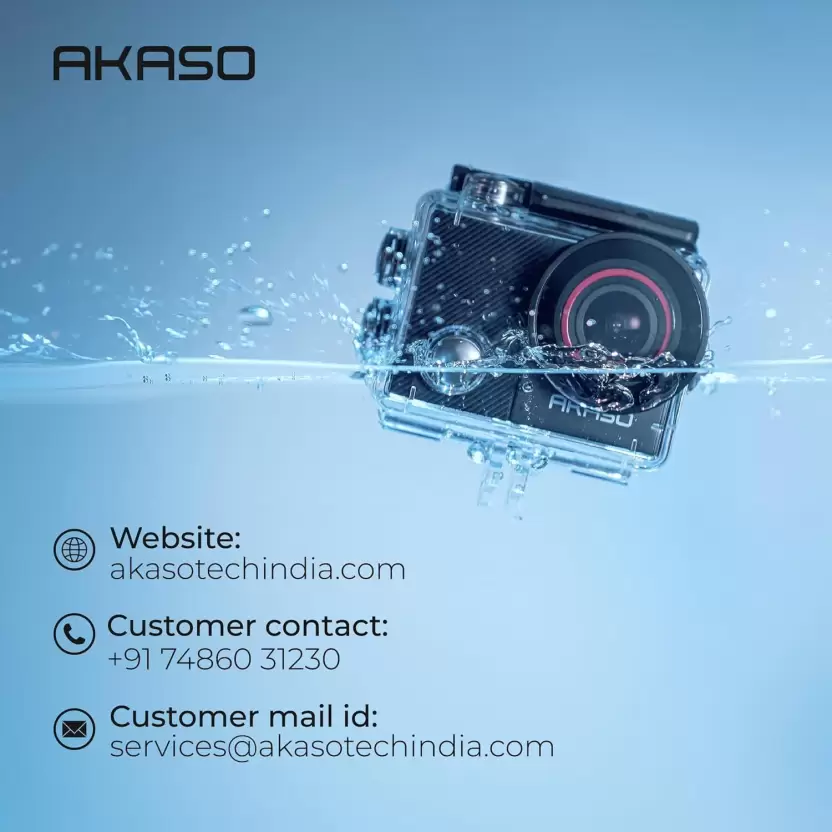 AKASO
AKASO
Website:
akasotechindia.com
Customer contact:
+91 74860 31230
Customer mail id:
services@akasotechindia.com